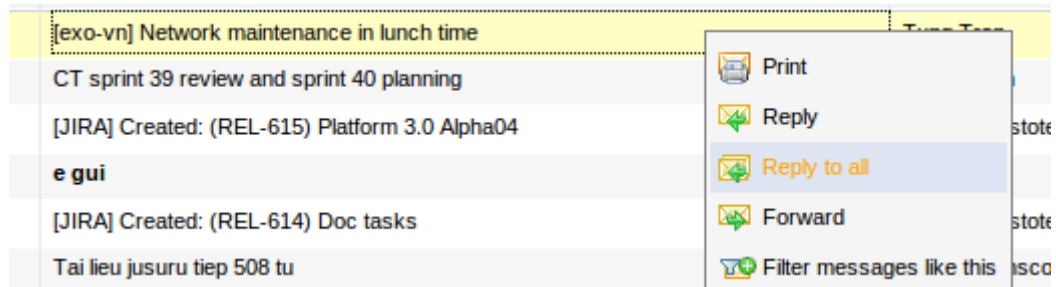 [exo-vn] Network maintenance in lunch time
Print
CT sprint 39 review and sprint 40 planning
Reply
[JIRA] Created: (REL-615) Platform 3.0 Alpha04
Reply to all
e gui
Forward
[JIRA] Created: (REL-614) Doc tasks
Filter messages like this
Tai lieu jusuru tiep 508 tu